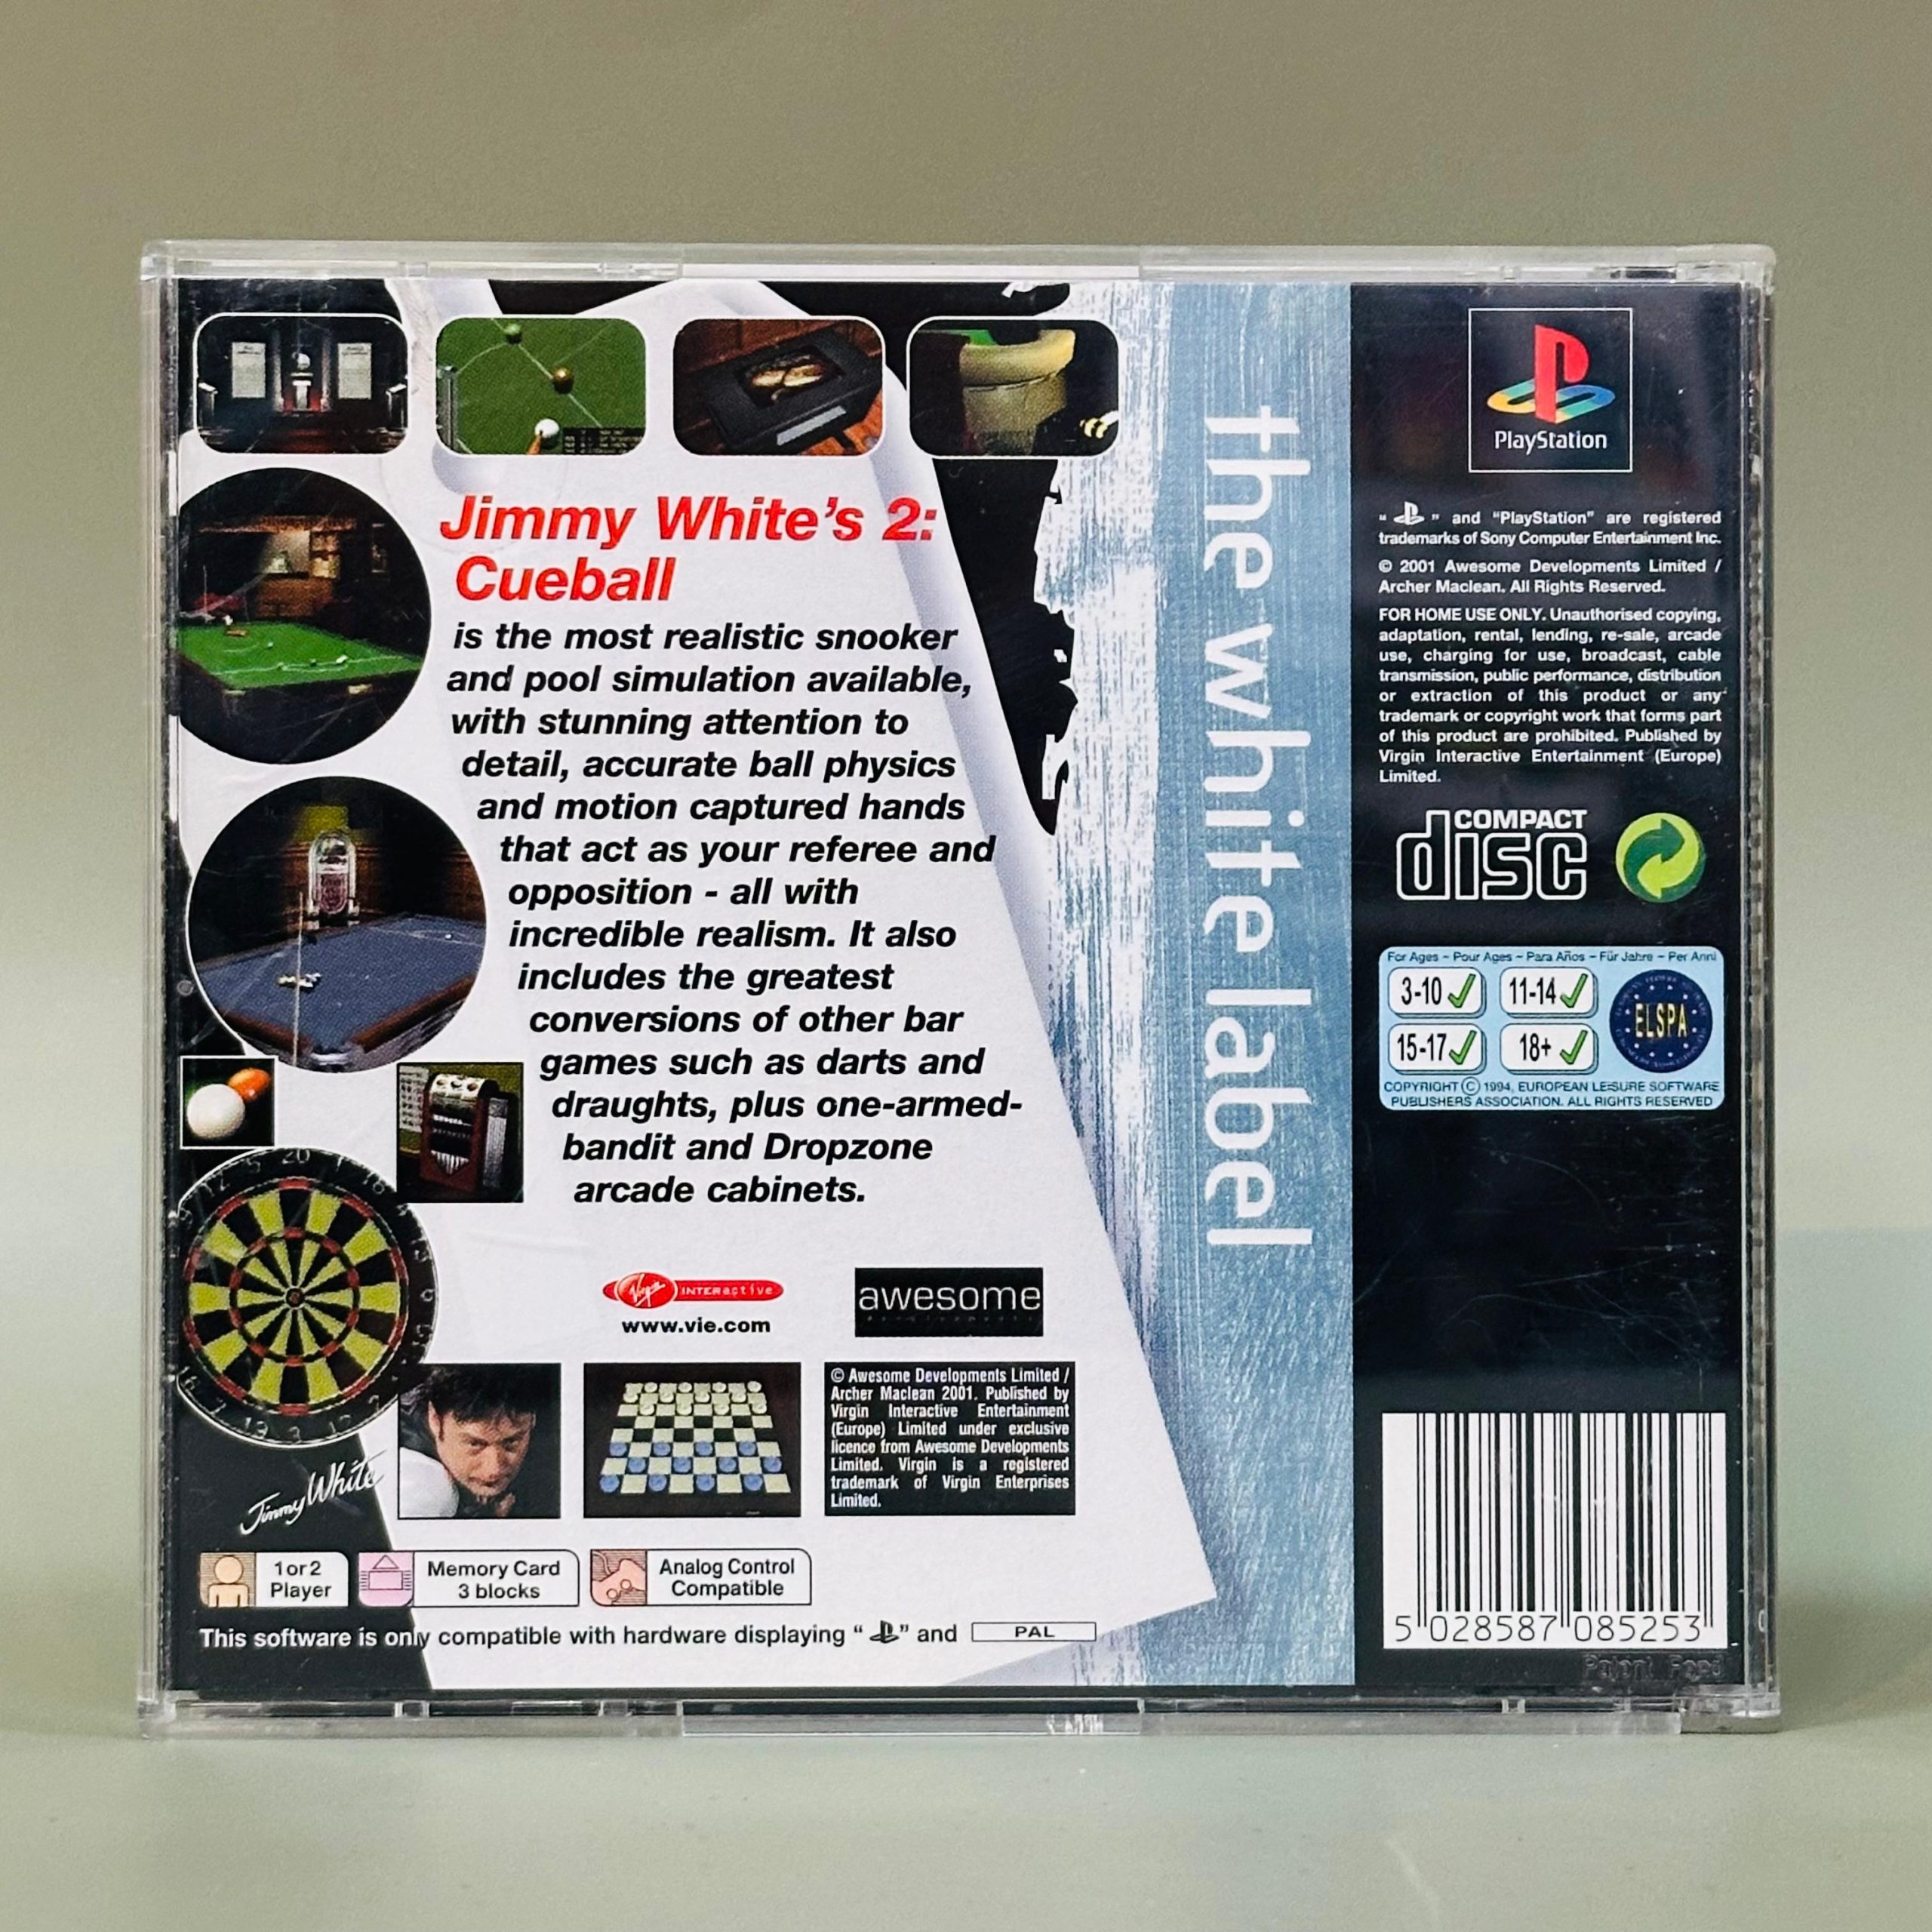 Jimmy White's 2:
Cueball
is the most realistic snooker
and pool simulation available,
with stunning attention to
detail, accurate ball physics
and motion captured hands
that act as your referee and
opposition - all with
incredible realism. It also
includes the greatest
conversions of other bar
games such as darts and
draughts, plus one-armed-
bandit and Dropzone
arcade cabinets.
Virgin INTERactive
www.vie.com
awesome
© Awesome Developments Limited /
Archer Maclean 2001. Published by
Virgin Interactive Entertainment
(Europe) Limited under exclusive
licence from Awesome Developments
Limited. Virgin is a registered
trademark of Virgin Enterprises
Limited.
Jimmy White
1 or 2
Player
Memory Card
3 blocks
Analog Control
Compatible
This software is only compatible with hardware displaying " " and PAL
the white label
PlayStation
" " and "PlayStation" are registered
trademarks of Sony Computer Entertainment Inc.
© 2001 Awesome Developments Limited /
Archer Maclean. All Rights Reserved.
FOR HOME USE ONLY. Unauthorised copying,
adaptation, rental, lending, re-sale, arcade
use, charging for use, broadcast, cable
transmission, public performance, distribution
or extraction of this product or any
trademark or copyright work that forms part
of this product are prohibited. Published by
Virgin Interactive Entertainment (Europe)
Limited.
COMPACT
disc
For Ages - Pour Ages - Para Años - Für Jahre - Per Anni
3-10 11-14
15-17 18+
ELSPA
COPYRIGHT © 1994, EUROPEAN LEISURE SOFTWARE
PUBLISHERS ASSOCIATION. ALL RIGHTS RESERVED
5 028587 085253